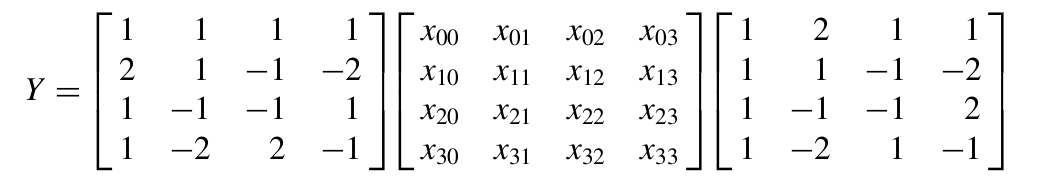 Y = [ 1 1 1 1 ; 2 1 −1 −2 ; 1 −1 −1 1 ; 1 −2 2 −1 ] [ x₀₀ x₀₁ x₀₂ x₀₃ ; x₁₀ x₁₁ x₁₂ x₁₃ ; x₂₀ x₂₁ x₂₂ x₂₃ ; x₃₀ x₃₁ x₃₂ x₃₃ ] [ 1 2 1 1 ; 1 1 −1 −2 ; 1 −1 −1 2 ; 1 −2 1 −1 ]